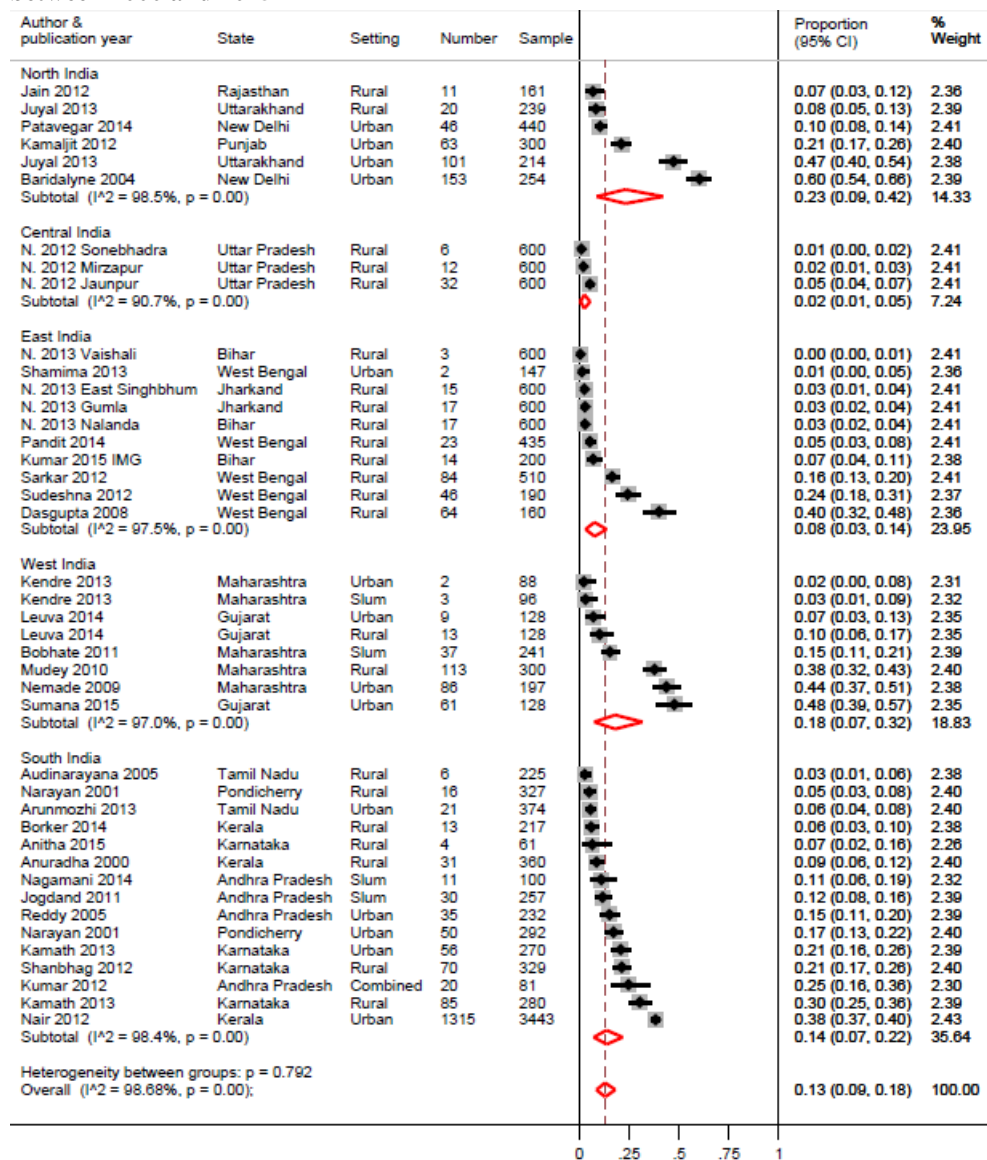 Author & publication year State Setting Number Sample Proportion (95% CI) % Weight
North India
Jain 2012 Rajasthan Rural 11 161 0.07 (0.03, 0.12) 2.36
Juyal 2013 Uttarakhand Rural 20 239 0.08 (0.05, 0.13) 2.39
Patavegar 2014 New Delhi Urban 46 440 0.10 (0.08, 0.14) 2.41
Kamaljit 2012 Punjab Urban 63 300 0.21 (0.17, 0.26) 2.40
Juyal 2013 Uttarakhand Urban 101 214 0.47 (0.40, 0.54) 2.38
Baridalyne 2004 New Delhi Urban 153 254 0.60 (0.54, 0.66) 2.39
Subtotal (I^2 = 98.5%, p = 0.00) 0.23 (0.09, 0.42) 14.33
Central India
N. 2012 Sonebhadra Uttar Pradesh Rural 6 600 0.01 (0.00, 0.02) 2.41
N. 2012 Mirzapur Uttar Pradesh Rural 12 600 0.02 (0.01, 0.03) 2.41
N. 2012 Jaunpur Uttar Pradesh Rural 32 600 0.05 (0.04, 0.07) 2.41
Subtotal (I^2 = 90.7%, p = 0.00) 0.02 (0.01, 0.05) 7.24
East India
N. 2013 Vaishali Bihar Rural 3 600 0.00 (0.00, 0.01) 2.41
Shamima 2013 West Bengal Urban 2 147 0.01 (0.00, 0.05) 2.36
N. 2013 East Singhbhum Jharkand Rural 15 600 0.03 (0.01, 0.04) 2.41
N. 2013 Gumla Jharkand Rural 17 600 0.03 (0.02, 0.04) 2.41
N. 2013 Nalanda Bihar Rural 17 600 0.03 (0.02, 0.04) 2.41
Pandit 2014 West Bengal Rural 23 435 0.05 (0.03, 0.08) 2.41
Kumar 2015 IMG Bihar Rural 14 200 0.07 (0.04, 0.11) 2.38
Sarkar 2012 West Bengal Rural 84 510 0.16 (0.13, 0.20) 2.41
Sudeshna 2012 West Bengal Rural 46 190 0.24 (0.18, 0.31) 2.37
Dasgupta 2008 West Bengal Rural 64 160 0.40 (0.32, 0.48) 2.36
Subtotal (I^2 = 97.5%, p = 0.00) 0.08 (0.03, 0.14) 23.95
West India
Kendre 2013 Maharashtra Urban 2 88 0.02 (0.00, 0.08) 2.31
Kendre 2013 Maharashtra Slum 3 96 0.03 (0.01, 0.09) 2.32
Leuva 2014 Gujarat Urban 9 128 0.07 (0.03, 0.13) 2.35
Leuva 2014 Gujarat Rural 13 128 0.10 (0.06, 0.17) 2.35
Bobhate 2011 Maharashtra Slum 37 241 0.15 (0.11, 0.21) 2.39
Mudey 2010 Maharashtra Rural 113 300 0.38 (0.32, 0.43) 2.40
Nemade 2009 Maharashtra Urban 86 197 0.44 (0.37, 0.51) 2.38
Sumana 2015 Gujarat Urban 61 128 0.48 (0.39, 0.57) 2.35
Subtotal (I^2 = 97.0%, p = 0.00) 0.18 (0.07, 0.32) 18.83
South India
Audinarayana 2005 Tamil Nadu Rural 6 225 0.03 (0.01, 0.06) 2.38
Narayan 2001 Pondicherry Rural 16 327 0.05 (0.03, 0.08) 2.40
Arunmozhi 2013 Tamil Nadu Urban 21 374 0.06 (0.04, 0.08) 2.40
Borker 2014 Kerala Rural 13 217 0.06 (0.03, 0.10) 2.38
Anitha 2015 Karnataka Rural 4 61 0.07 (0.02, 0.16) 2.26
Anuradha 2000 Kerala Rural 31 360 0.09 (0.06, 0.12) 2.40
Nagamani 2014 Andhra Pradesh Slum 11 100 0.11 (0.06, 0.19) 2.32
Jogdand 2011 Andhra Pradesh Slum 30 257 0.12 (0.08, 0.16) 2.39
Reddy 2005 Andhra Pradesh Urban 35 232 0.15 (0.11, 0.20) 2.39
Narayan 2001 Pondicherry Urban 50 292 0.17 (0.13, 0.22) 2.40
Kamath 2013 Karnataka Urban 56 270 0.21 (0.16, 0.26) 2.39
Shanbhag 2012 Karnataka Rural 70 329 0.21 (0.17, 0.26) 2.40
Kumar 2012 Andhra Pradesh Combined 20 81 0.25 (0.16, 0.36) 2.30
Kamath 2013 Karnataka Rural 85 280 0.30 (0.25, 0.36) 2.39
Nair 2012 Kerala Urban 1315 3443 0.38 (0.37, 0.40) 2.43
Subtotal (I^2 = 98.4%, p = 0.00) 0.14 (0.07, 0.22) 35.64
Heterogeneity between groups: p = 0.792
Overall (I^2 = 98.68%, p = 0.00); 0.13 (0.09, 0.18) 100.00
0 .25 .5 .75 1